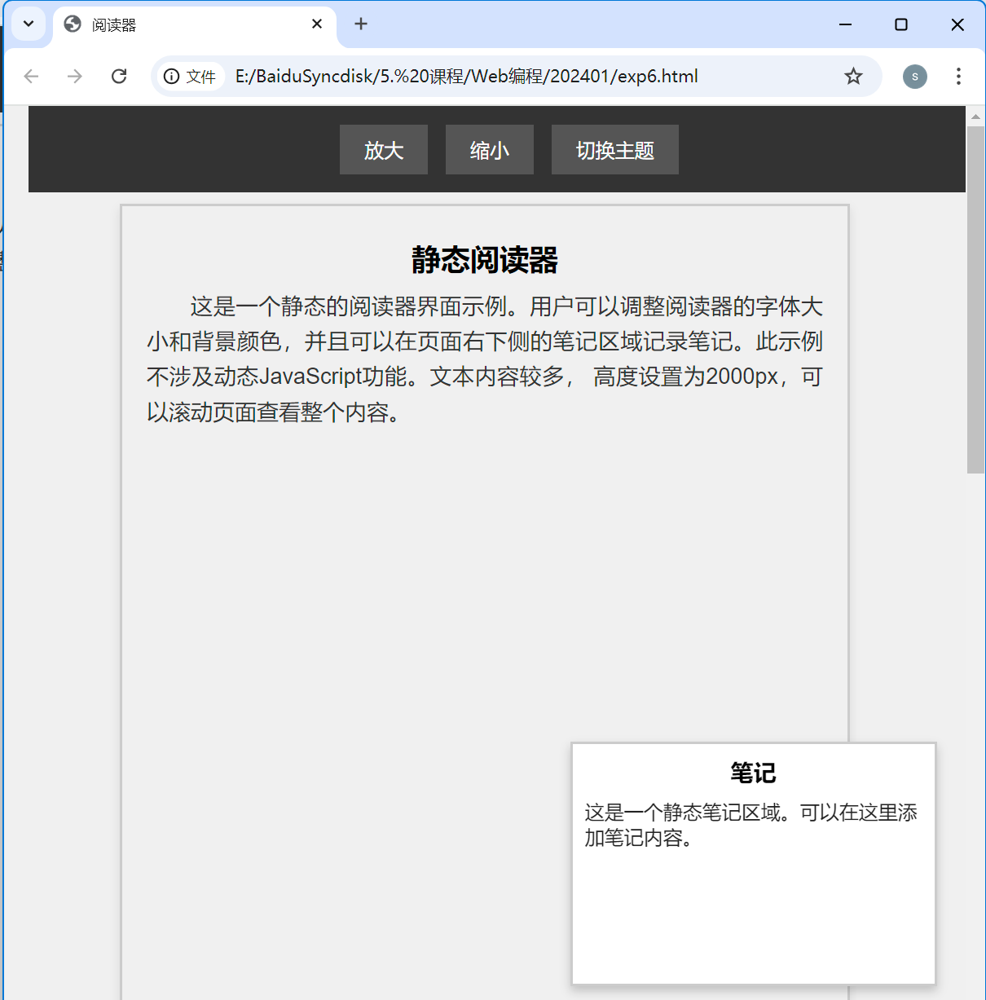 阅读器
文件 E:/BaiduSyncdisk/5.%20课程/Web编程/202401/exp6.html
S
放大 缩小 切换主题
静态阅读器
这是一个静态的阅读器界面示例。用户可以调整阅读器的字体大
小和背景颜色，并且可以在页面右下侧的笔记区域记录笔记。此示例
不涉及动态JavaScript功能。文本内容较多， 高度设置为2000px，可
以滚动页面查看整个内容。
笔记
这是一个静态笔记区域。可以在这里添
加笔记内容。